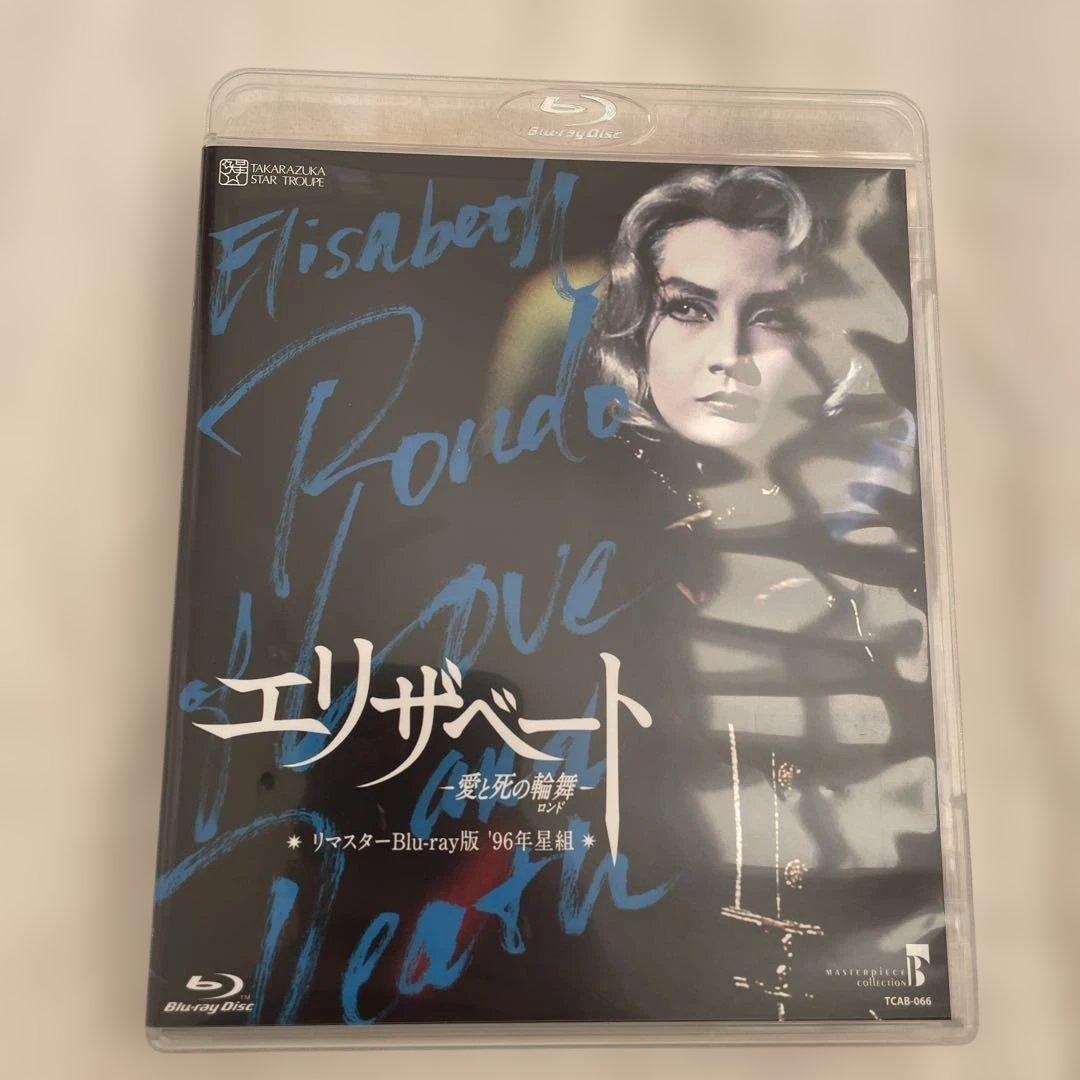 Blu-ray Disc
TAKARAZUKA
STAR TROUPE
Elisabeth
Rondo
of Love
and
Death
エリザベート
-愛と死の輪舞-
ロンド
＊リマスターBlu-ray版 '96年星組＊
Blu-ray Disc™
MASTERPIECE
collection
TCAB-066